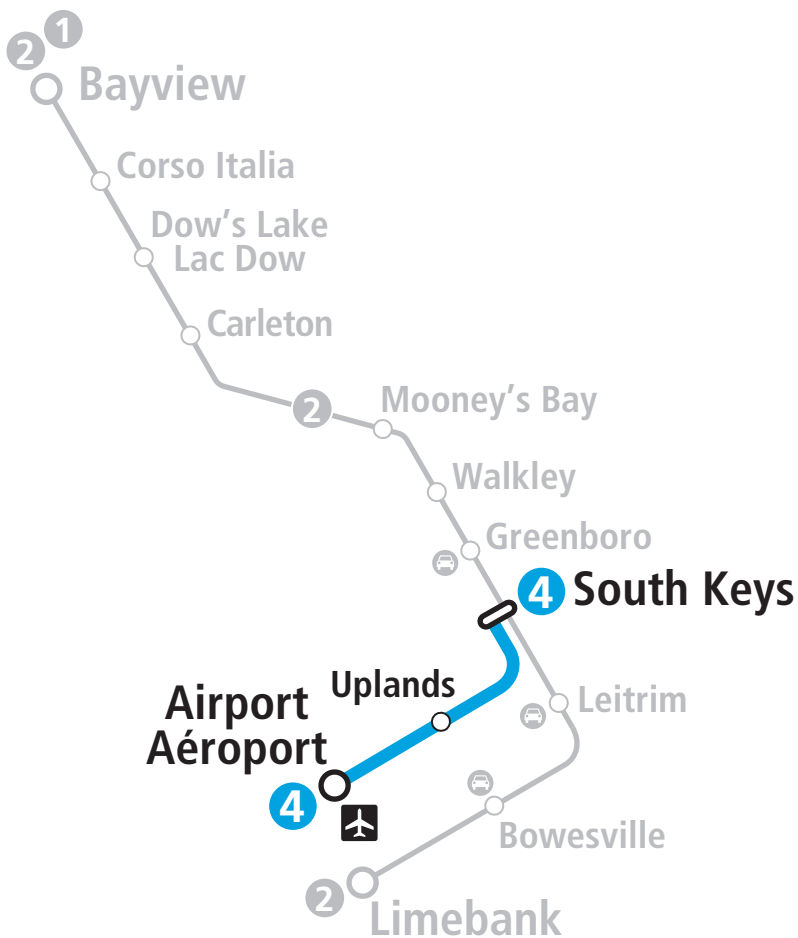 1
2
Bayview
Corso Italia
Dow's Lake
Lac Dow
Carleton
2
Mooney's Bay
Walkley
Greenboro
4 South Keys
Uplands
Leitrim
Airport
Aéroport
4
Bowesville
2
Limebank